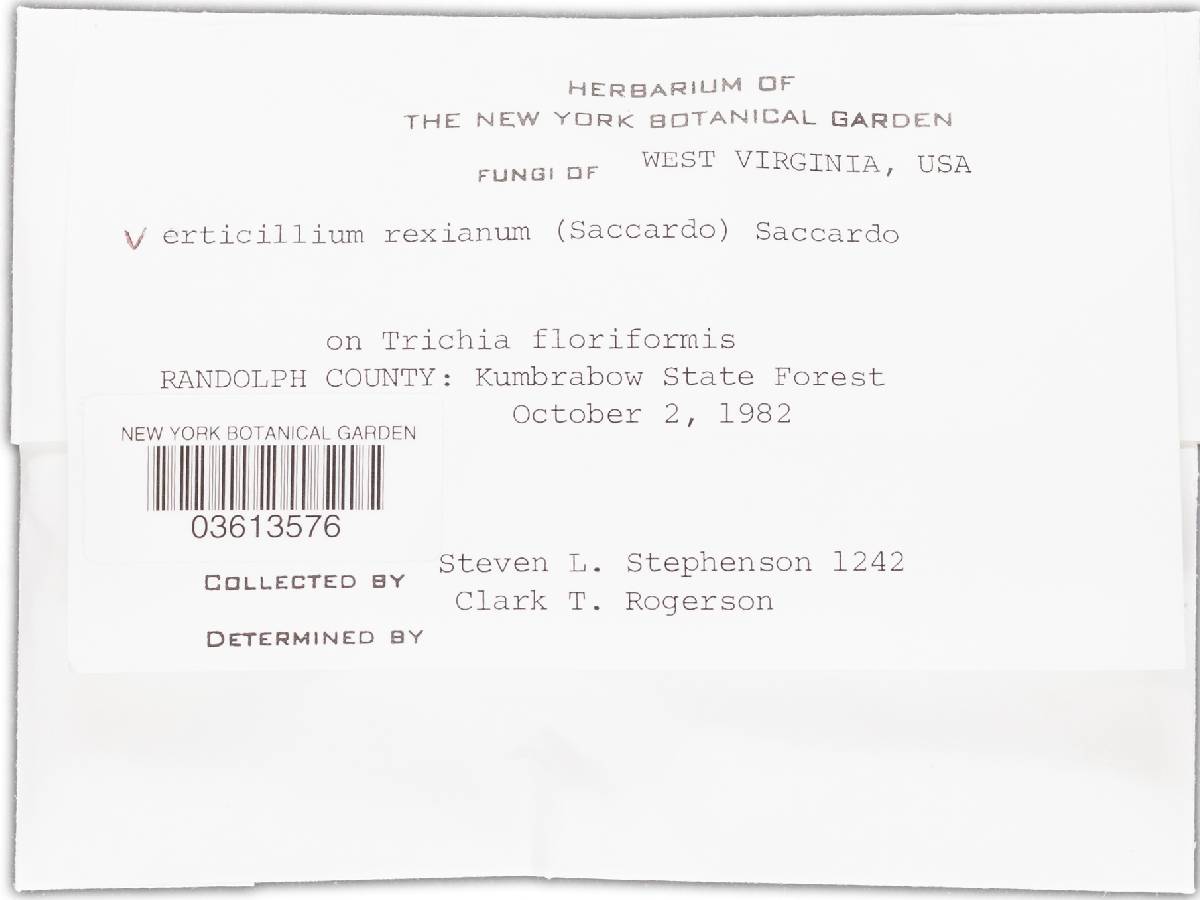 HERBARIUM OF
THE NEW YORK BOTANICAL GARDEN
FUNGI OF WEST VIRGINIA, USA
Verticillium rexianum (Saccardo) Saccardo
on Trichia floriformis
RANDOLPH COUNTY: Kumbrabow State Forest
October 2, 1982
NEW YORK BOTANICAL GARDEN
03613576
COLLECTED BY Steven L. Stephenson 1242
Clark T. Rogerson
DETERMINED BY